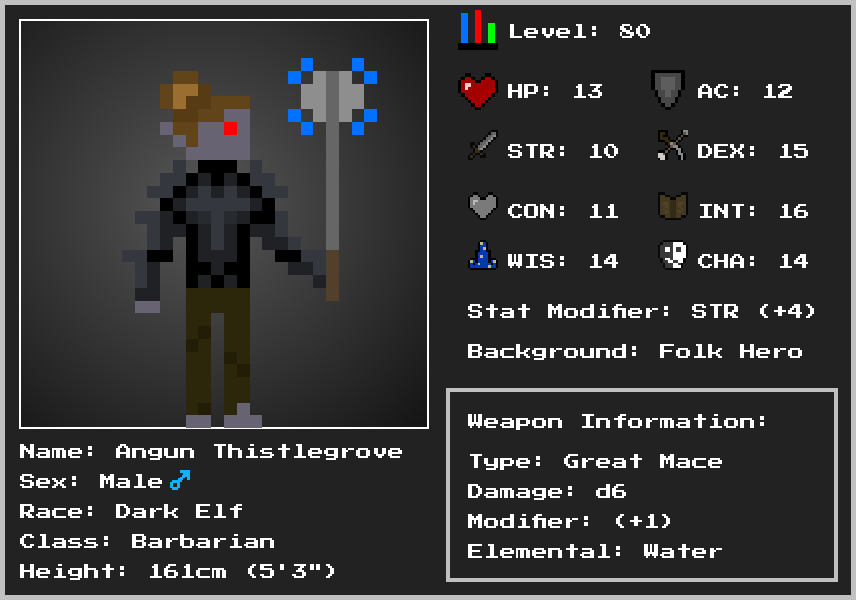 Level: 80
HP: 13
AC: 12
STR: 10
DEX: 15
CON: 11
INT: 16
WIS: 14
CHA: 14
Stat Modifier: STR (+4)
Background: Folk Hero
Weapon Information:
Type: Great Mace
Damage: d6
Modifier: (+1)
Elemental: Water
Name: Angun Thistlegrove
Sex: Male ♂
Race: Dark Elf
Class: Barbarian
Height: 161cm (5'3")